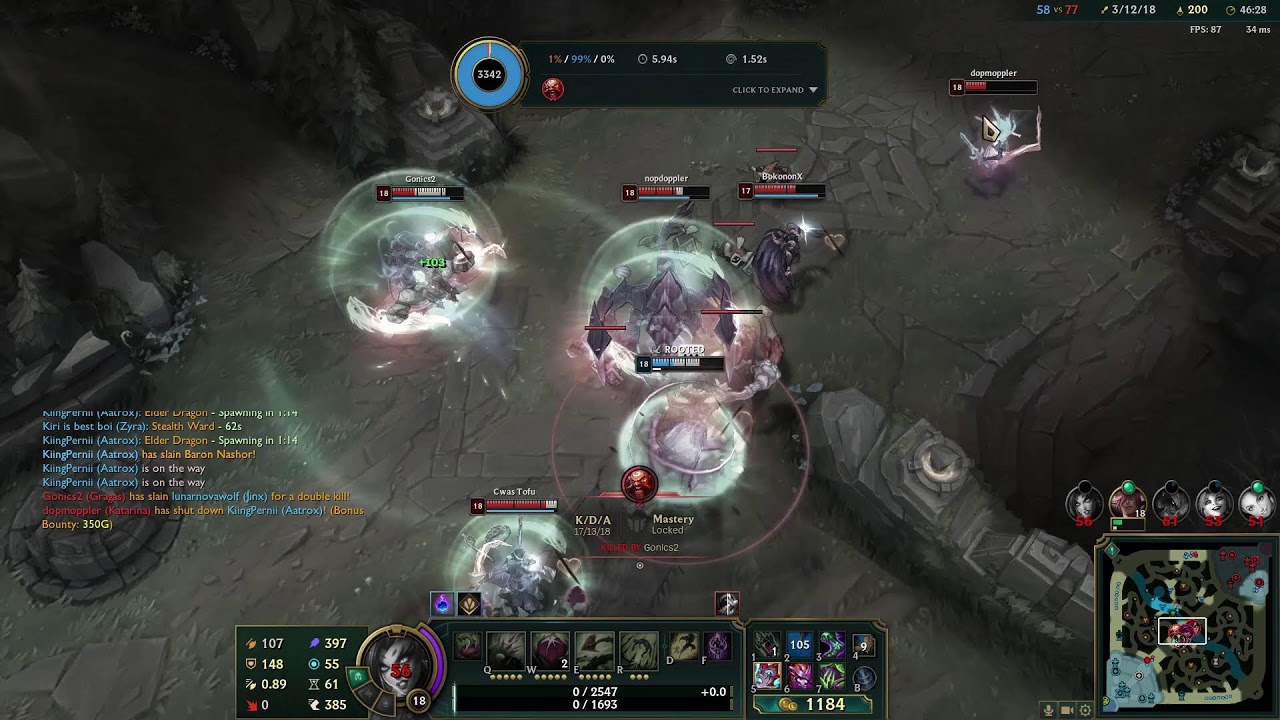 58 vs 77 3/12/18 200 46:28
FPS: 87 34 ms
3342 1% / 99% / 0% 5.94s 1.52s
CLICK TO EXPAND
dopmoppler
18
Gonics2
18
nopdoppler
18
BokononX
17
+103
ROOTED
18
KiingPernii (Aatrox): Elder Dragon - Spawning in 1:14
Kiri is best boi (Zyra): Stealth Ward - 62s
KiingPernii (Aatrox): Elder Dragon - Spawning in 1:14
KiingPernii (Aatrox) has slain Baron Nashor!
KiingPernii (Aatrox) is on the way
KiingPernii (Aatrox) is on the way
Gonics2 (Gragas) has slain lunarnovawolf (Jinx) for a double kill!
dopmoppler (Katarina) has shut down KiingPernii (Aatrox)! (Bonus
Bounty: 350G)
Cwas Tofu
18
K/D/A
17/13/18
Mastery
Locked
KILLED BY Gonics2
56 18 61 53 51
107 397
148 55
0.89 61
0 385
56
18
Q W 2 E R D F
0 / 2547 +0.0
0 / 1693
1 1 2 105 3 4 9
5 6 7 B
1184